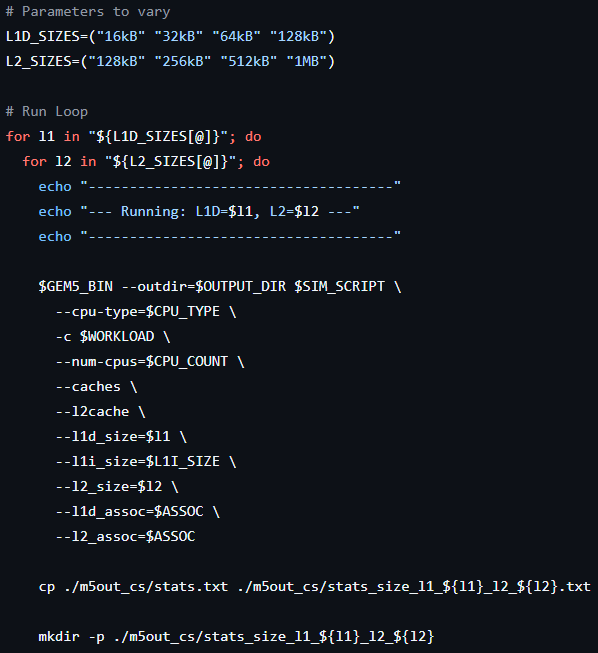 # Parameters to vary
L1D_SIZES=("16kB" "32kB" "64kB" "128kB")
L2_SIZES=("128kB" "256kB" "512kB" "1MB")

# Run Loop
for l1 in "${L1D_SIZES[@]}"; do
  for l2 in "${L2_SIZES[@]}"; do
    echo "-------------------------------------"
    echo "--- Running: L1D=$l1, L2=$l2 ---"
    echo "-------------------------------------"

    $GEM5_BIN --outdir=$OUTPUT_DIR $SIM_SCRIPT \
      --cpu-type=$CPU_TYPE \
      -c $WORKLOAD \
      --num-cpus=$CPU_COUNT \
      --caches \
      --l2cache \
      --l1d_size=$l1 \
      --l1i_size=$L1I_SIZE \
      --l2_size=$l2 \
      --l1d_assoc=$ASSOC \
      --l2_assoc=$ASSOC

    cp ./m5out_cs/stats.txt ./m5out_cs/stats_size_l1_${l1}_l2_${l2}.txt

    mkdir -p ./m5out_cs/stats_size_l1_${l1}_l2_${l2}